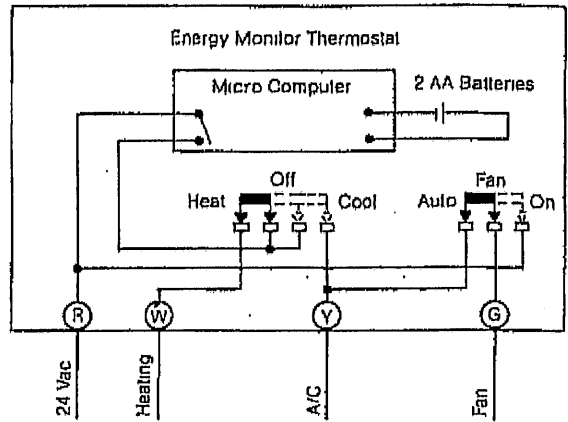 Energy Monitor Thermostat
Micro Computer
2 AA Batteries
Off
Heat
Cool
Fan
Auto
On
R
W
Y
G
24 Vac
Heating
A/C
Fan